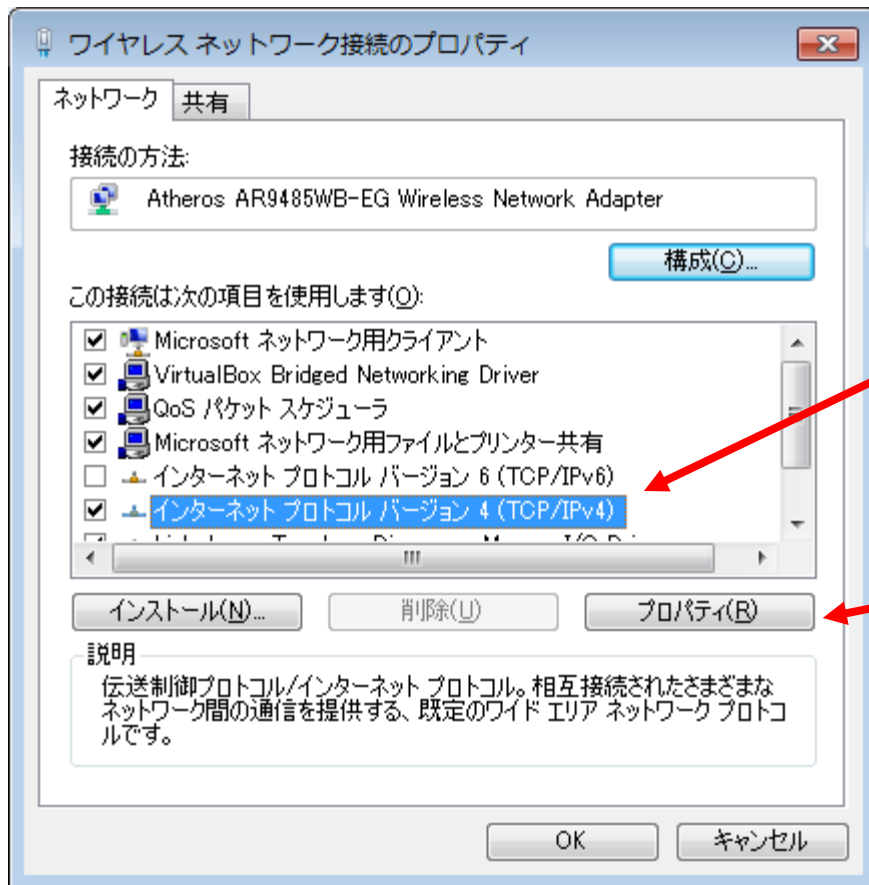 ワイヤレス ネットワーク接続のプロパティ
ネットワーク 共有
接続の方法:
Atheros AR9485WB-EG Wireless Network Adapter
構成(C)...
この接続は次の項目を使用します(O):
Microsoft ネットワーク用クライアント
VirtualBox Bridged Networking Driver
QoS パケット スケジューラ
Microsoft ネットワーク用ファイルとプリンター共有
インターネット プロトコル バージョン 6 (TCP/IPv6)
インターネット プロトコル バージョン 4 (TCP/IPv4)
インストール(N)... 削除(U) プロパティ(R)
説明
伝送制御プロトコル/インターネット プロトコル。相互接続されたさまざまな
ネットワーク間の通信を提供する、既定のワイド エリア ネットワーク プロトコ
ルです。
OK キャンセル